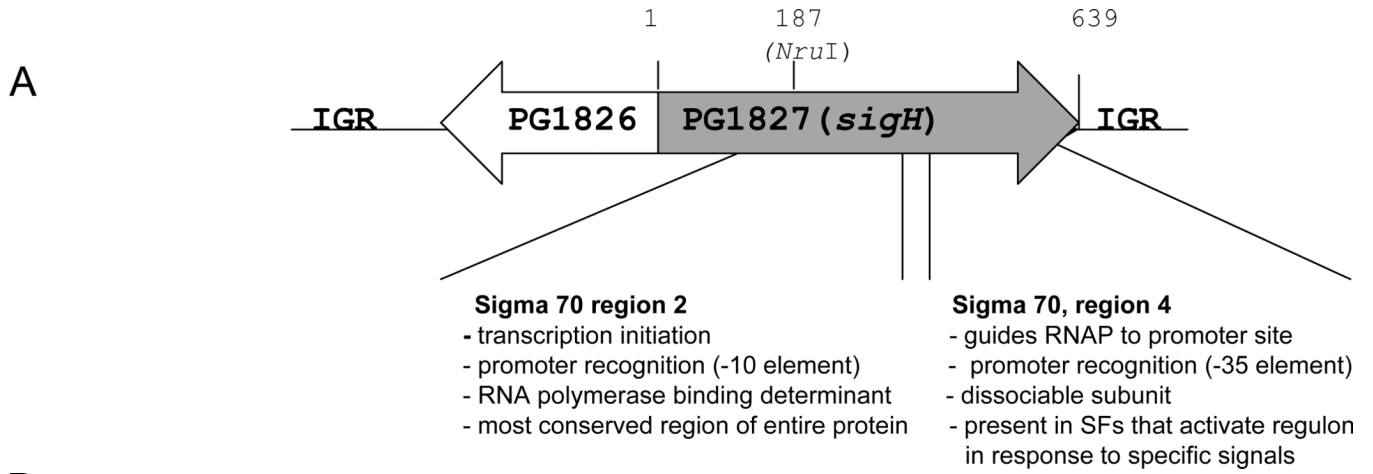 A
1 187 639
(NruI)
IGR PG1826 PG1827(sigH) IGR
Sigma 70 region 2
- transcription initiation
- promoter recognition (-10 element)
- RNA polymerase binding determinant
- most conserved region of entire protein
Sigma 70, region 4
- guides RNAP to promoter site
- promoter recognition (-35 element)
- dissociable subunit
- present in SFs that activate regulon
in response to specific signals